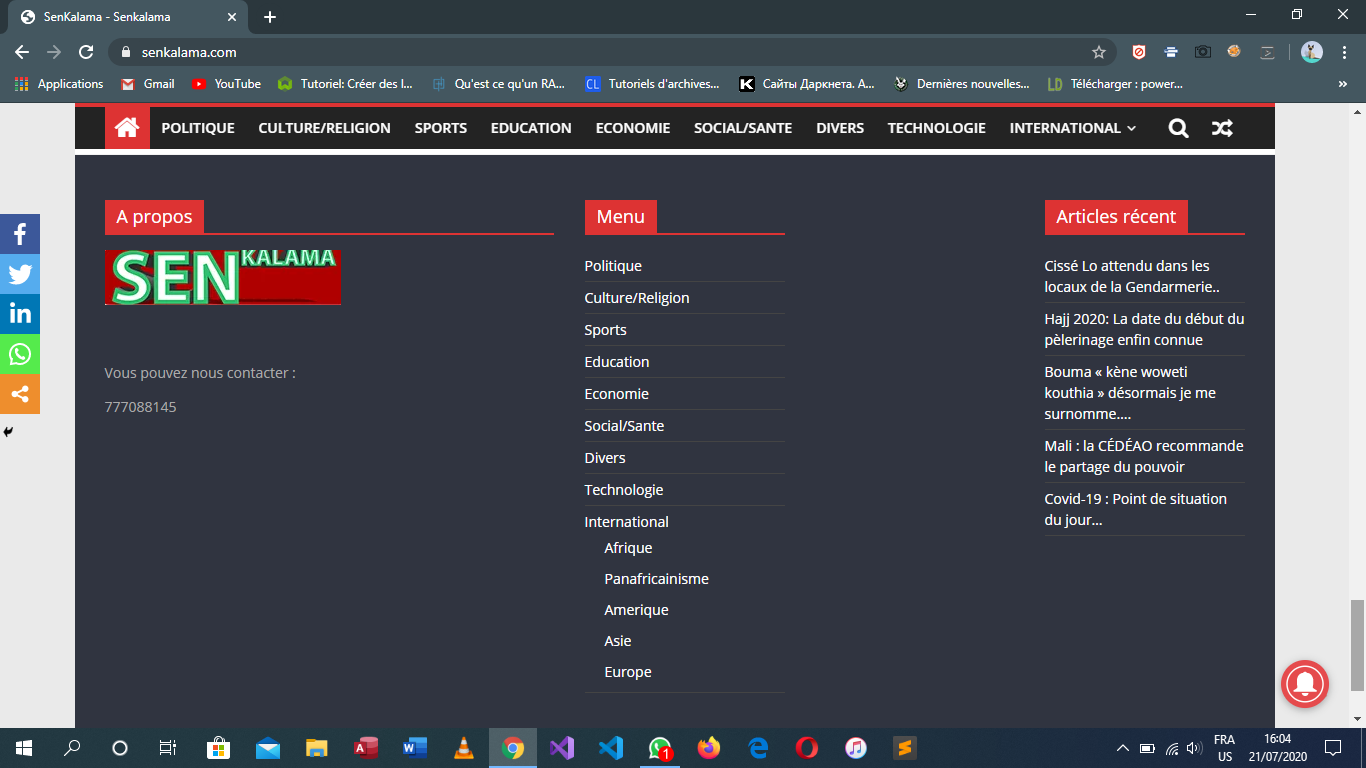 SenKalama - Senkalama
senkalama.com
Applications
Gmail
YouTube
Tutoriel: Créer des l...
Qu'est ce qu'un RA...
Tutoriels d'archives...
Сайты Даркнета. А...
Dernières nouvelles...
Télécharger : power...
POLITIQUE
CULTURE/RELIGION
SPORTS
EDUCATION
ECONOMIE
SOCIAL/SANTE
DIVERS
TECHNOLOGIE
INTERNATIONAL
A propos
SEN KALAMA
Vous pouvez nous contacter :
777088145
Menu
Politique
Culture/Religion
Sports
Education
Economie
Social/Sante
Divers
Technologie
International
Afrique
Panafricainisme
Amerique
Asie
Europe
Articles récent
Cissé Lo attendu dans les
locaux de la Gendarmerie..
Hajj 2020: La date du début du
pèlerinage enfin connue
Bouma « kène woweti
kouthia » désormais je me
surnomme....
Mali : la CÉDÉAO recommande
le partage du pouvoir
Covid-19 : Point de situation
du jour...
1
FRA
US
16:04
21/07/2020